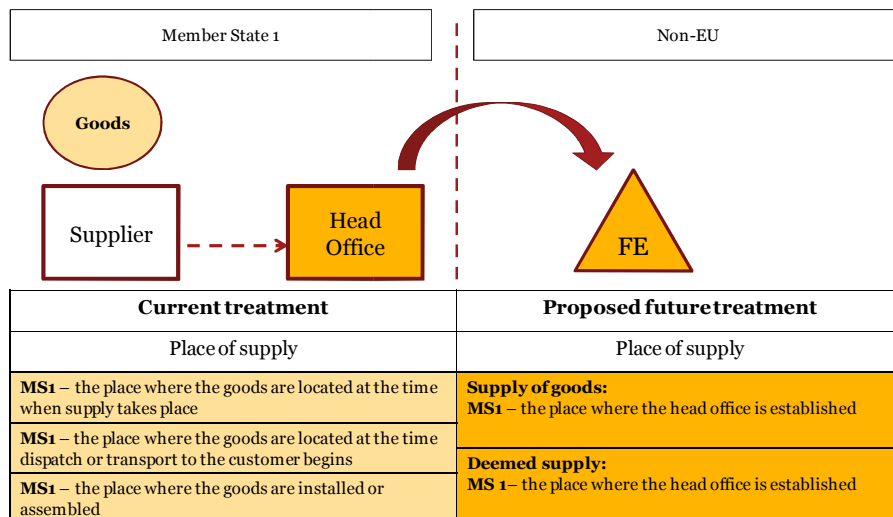 Member State 1
Non-EU
Goods
Supplier
Head
Office
FE
Current treatment
Proposed future treatment
Place of supply
Place of supply
MS1 – the place where the goods are located at the time
when supply takes place
MS1 – the place where the goods are located at the time
dispatch or transport to the customer begins
MS1 – the place where the goods are installed or
assembled
Supply of goods:
MS1 – the place where the head office is established
Deemed supply:
MS 1– the place where the head office is established